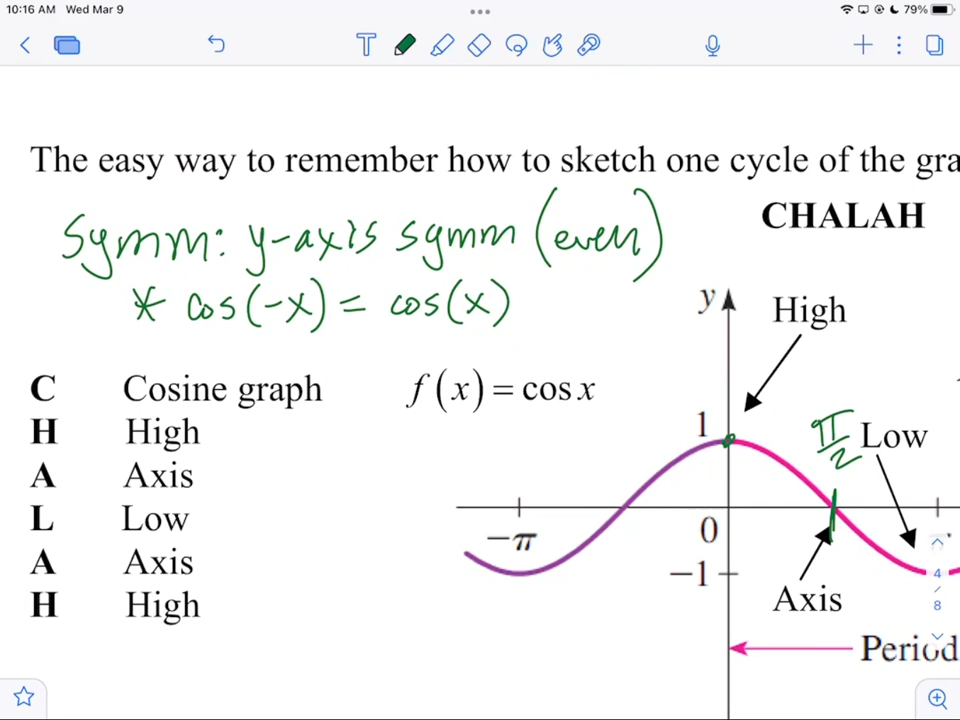 10:16 AM Wed Mar 9
79%
T
The easy way to remember how to sketch one cycle of the gra
CHALAH
Symm: y-axis symm (even)
* cos(-x) = cos(x)
y
High
C Cosine graph
f(x) = cos x
H High
A Axis
L Low
A Axis
H High
1
π/2
Low
−π
0
−1
Axis
4
/
8
Period